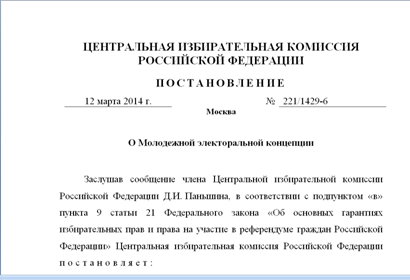 ЦЕНТРАЛЬНАЯ ИЗБИРАТЕЛЬНАЯ КОМИССИЯ
РОССИЙСКОЙ ФЕДЕРАЦИИ
П О С Т А Н О В Л Е Н И Е
12 марта 2014 г. № 221/1429-6
Москва
О Молодежной электоральной концепции
Заслушав сообщение члена Центральной избирательной комиссии
Российской Федерации Д.И. Паньшина, в соответствии с подпунктом «в»
пункта 9 статьи 21 Федерального закона «Об основных гарантиях
избирательных прав и права на участие в референдуме граждан Российской
Федерации» Центральная избирательная комиссия Российской Федерации
п о с т а н о в л я е т :